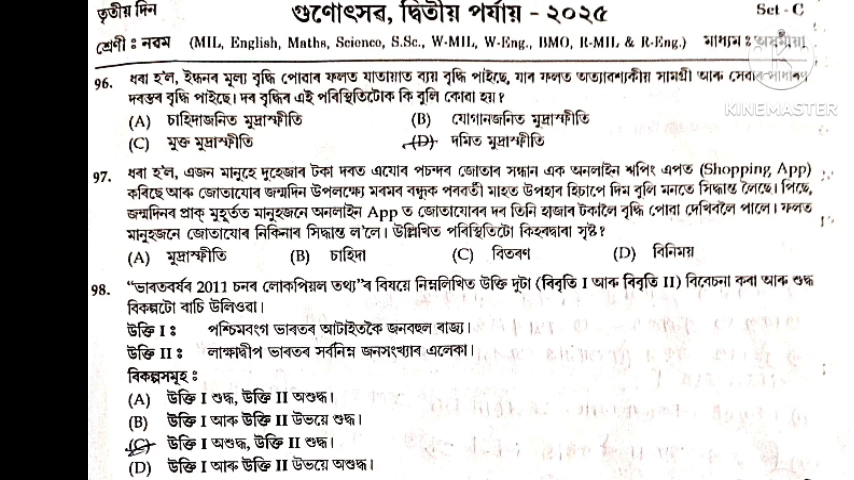 তৃতীয় দিন
গুণোৎসৱ, দ্বিতীয় পৰ্যায় - ২০২৫
Set - C
শ্ৰেণী : নৱম (MIL, English, Maths, Science, S.Sc., W-MIL, W-Eng., BMO, R-MIL & R-Eng.) মাধ্যম : অসমীয়া
KINEMASTER
96. ধৰা হ'ল, ইন্ধনৰ মূল্য বৃদ্ধি পোৱাৰ ফলত যাতায়াত ব্যয় বৃদ্ধি পাইছে, যাৰ ফলত অত্যাৱশ্যকীয় সামগ্ৰী আৰু সেৱাৰ সাধাৰণ
দৰস্তৰ বৃদ্ধি পাইছে। দৰ বৃদ্ধিৰ এই পৰিস্থিতিটোক কি বুলি কোৱা হয়?
(A) চাহিদাজনিত মুদ্ৰাস্ফীতি (B) যোগানজনিত মুদ্ৰাস্ফীতি
(C) মুক্ত মুদ্ৰাস্ফীতি (D) দমিত মুদ্ৰাস্ফীতি
97. ধৰা হ'ল, এজন মানুহে দুহেজাৰ টকা দৰত এযোৰ পচন্দৰ জোতাৰ সন্ধান এক অনলাইন শ্বপিং এপত (Shopping App)
কৰিছে আৰু জোতাযোৰ জন্মদিন উপলক্ষ্যে মৰমৰ বন্ধুক পৰৱৰ্তী মাহত উপহাৰ হিচাপে দিম বুলি মনতে সিদ্ধান্ত লৈছে। পিছে,
জন্মদিনৰ প্ৰাক্ মুহূৰ্তত মানুহজনে অনলাইন App ত জোতাযোৰৰ দৰ তিনি হাজাৰ টকালৈ বৃদ্ধি পোৱা দেখিবলৈ পালে। ফলত
মানুহজনে জোতাযোৰ নিকিনাৰ সিদ্ধান্ত ল'লে। উল্লিখিত পৰিস্থিতিটো কিহৰদ্বাৰা সৃষ্ট?
(A) মুদ্ৰাস্ফীতি (B) চাহিদা (C) বিতৰণ (D) বিনিময়
98. “ভাৰতবৰ্ষৰ 2011 চনৰ লোকপিয়ল তথ্য”ৰ বিষয়ে নিম্নলিখিত উক্তি দুটা (বিবৃতি I আৰু বিবৃতি II) বিবেচনা কৰা আৰু শুদ্ধ
বিকল্পটো বাচি উলিওৱা।
উক্তি I : পশ্চিমবংগ ভাৰতৰ আটাইতকৈ জনবহুল ৰাজ্য।
উক্তি II : লাক্ষাদ্বীপ ভাৰতৰ সৰ্বনিম্ন জনসংখ্যাৰ এলেকা।
বিকল্পসমূহ :
(A) উক্তি I শুদ্ধ, উক্তি II অশুদ্ধ।
(B) উক্তি I আৰু উক্তি II উভয়ে শুদ্ধ।
(C) উক্তি I অশুদ্ধ, উক্তি II শুদ্ধ।
(D) উক্তি I আৰু উক্তি II উভয়ে অশুদ্ধ।